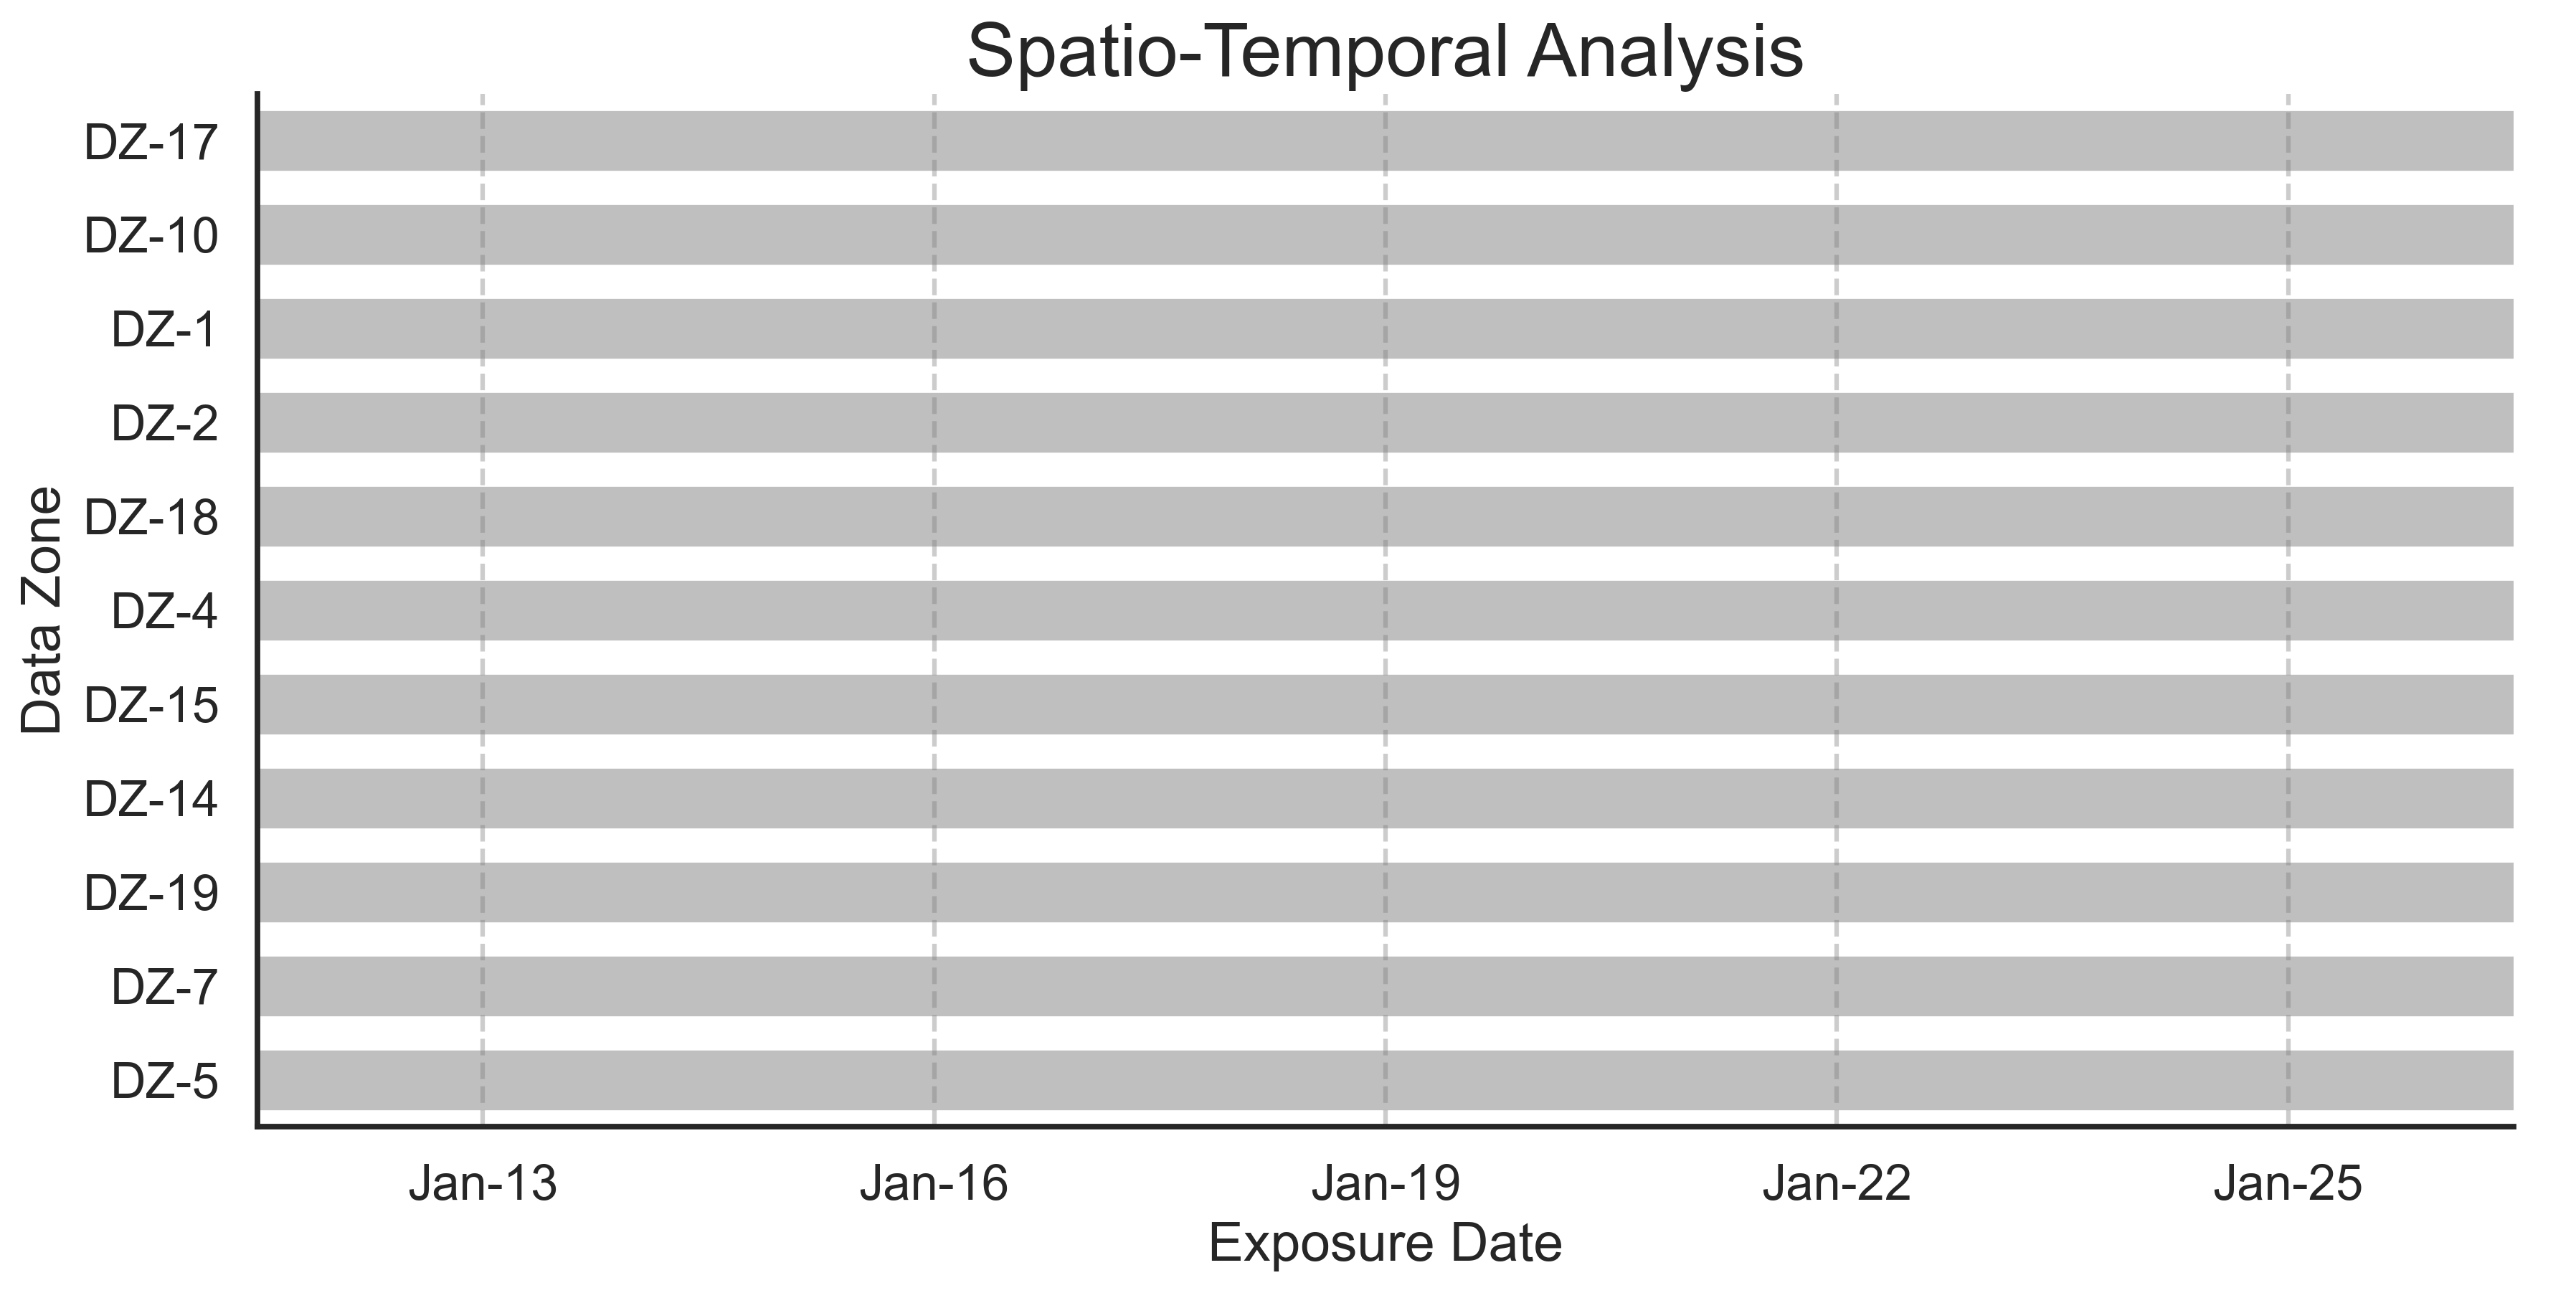 Spatio-Temporal Analysis
DZ-17
DZ-10
DZ-1
DZ-2
DZ-18
DZ-4
DZ-15
DZ-14
DZ-19
DZ-7
DZ-5
Data Zone
Jan-13 Jan-16 Jan-19 Jan-22 Jan-25
Exposure Date